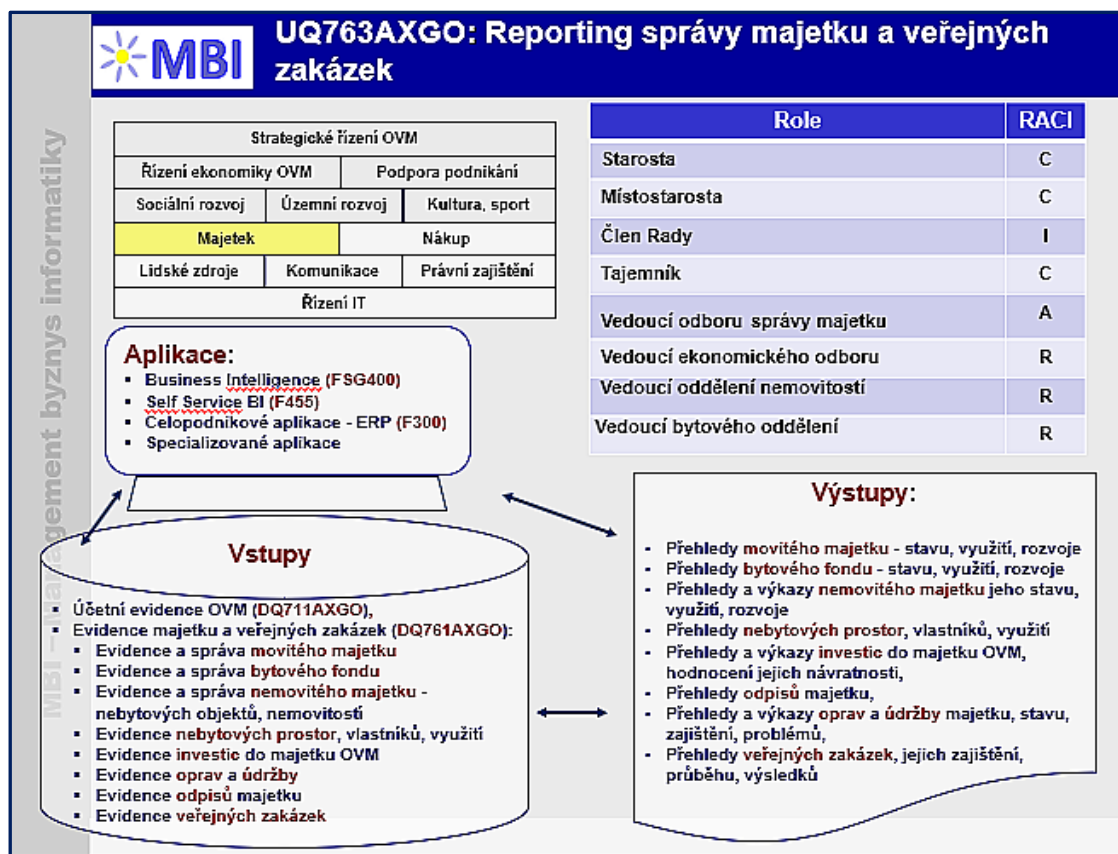 MBI
UQ763AXGO: Reporting správy majetku a veřejných
zakázek
MBI – Management byznys informatiky
Strategické řízení OVM
Řízení ekonomiky OVM Podpora podnikání
Sociální rozvoj Územní rozvoj Kultura, sport
Majetek Nákup
Lidské zdroje Komunikace Právní zajištění
Řízení IT
Role RACI
Starosta C
Místostarosta C
Člen Rady I
Tajemník C
Vedoucí odboru správy majetku A
Vedoucí ekonomického odboru R
Vedoucí oddělení nemovitostí R
Vedoucí bytového oddělení R
Aplikace:
▪ Business Intelligence (FSG400)
▪ Self Service BI (F455)
▪ Celopodnikové aplikace - ERP (F300)
▪ Specializované aplikace
Vstupy
▪ Účetní evidence OVM (DQ711AXGO),
▪ Evidence majetku a veřejných zakázek (DQ761AXGO):
▪ Evidence a správa movitého majetku
▪ Evidence a správa bytového fondu
▪ Evidence a správa nemovitého majetku -
nebytových objektů, nemovitostí
▪ Evidence nebytových prostor, vlastníků, využití
▪ Evidence investic do majetku OVM
▪ Evidence oprav a údržby
▪ Evidence odpisů majetku
▪ Evidence veřejných zakázek
Výstupy:
- Přehledy movitého majetku - stavu, využití, rozvoje
- Přehledy bytového fondu - stavu, využití, rozvoje
- Přehledy a výkazy nemovitého majetku jeho stavu,
využití, rozvoje
- Přehledy nebytových prostor, vlastníků, využití
- Přehledy a výkazy investic do majetku OVM,
hodnocení jejich návratnosti,
- Přehledy odpisů majetku,
- Přehledy a výkazy oprav a údržby majetku, stavu,
zajištění, problémů,
- Přehledy veřejných zakázek, jejich zajištění,
průběhu, výsledků